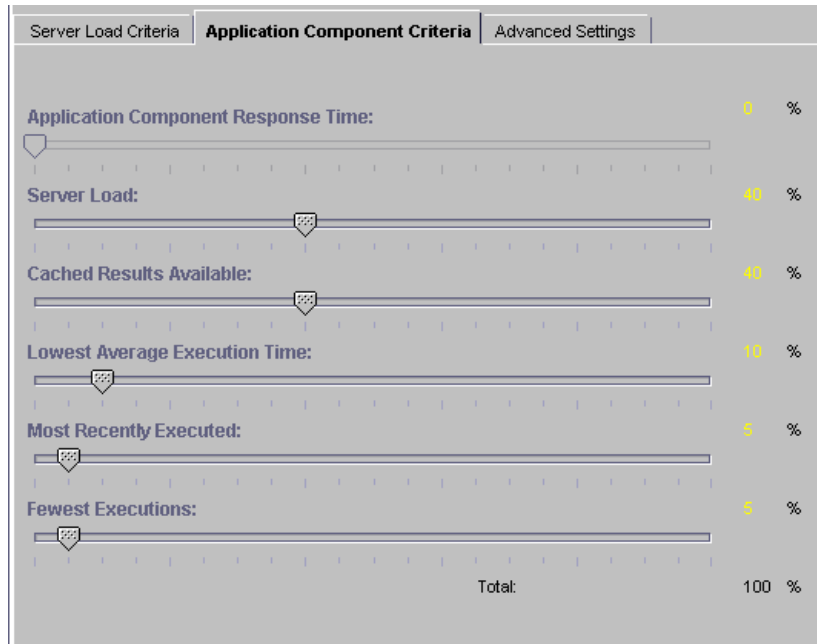 Server Load Criteria Application Component Criteria Advanced Settings
Application Component Response Time: 0 %
Server Load: 40 %
Cached Results Available: 40 %
Lowest Average Execution Time: 10 %
Most Recently Executed: 5 %
Fewest Executions: 5 %
Total: 100 %